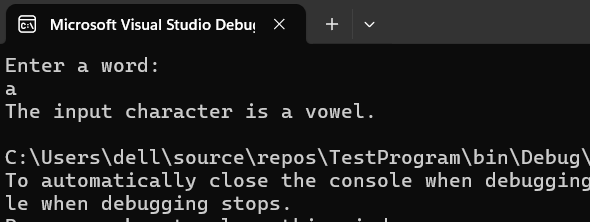 Microsoft Visual Studio Debug
Enter a word:
a
The input character is a vowel.
C:\Users\dell\source\repos\TestProgram\bin\Debug\
To automatically close the console when debugging
le when debugging stops.